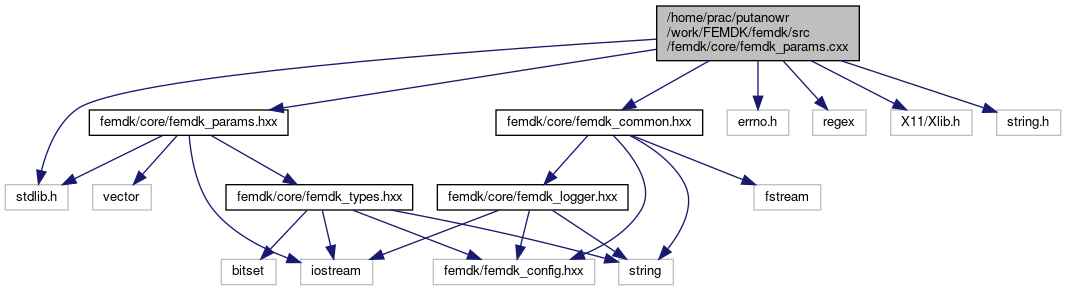 /home/prac/putanowr
/work/FEMDK/femdk/src
/femdk/core/femdk_params.cxx
femdk/core/femdk_params.hxx
femdk/core/femdk_common.hxx
errno.h
regex
X11/Xlib.h
string.h
stdlib.h
vector
femdk/core/femdk_types.hxx
femdk/core/femdk_logger.hxx
fstream
bitset
iostream
femdk/femdk_config.hxx
string